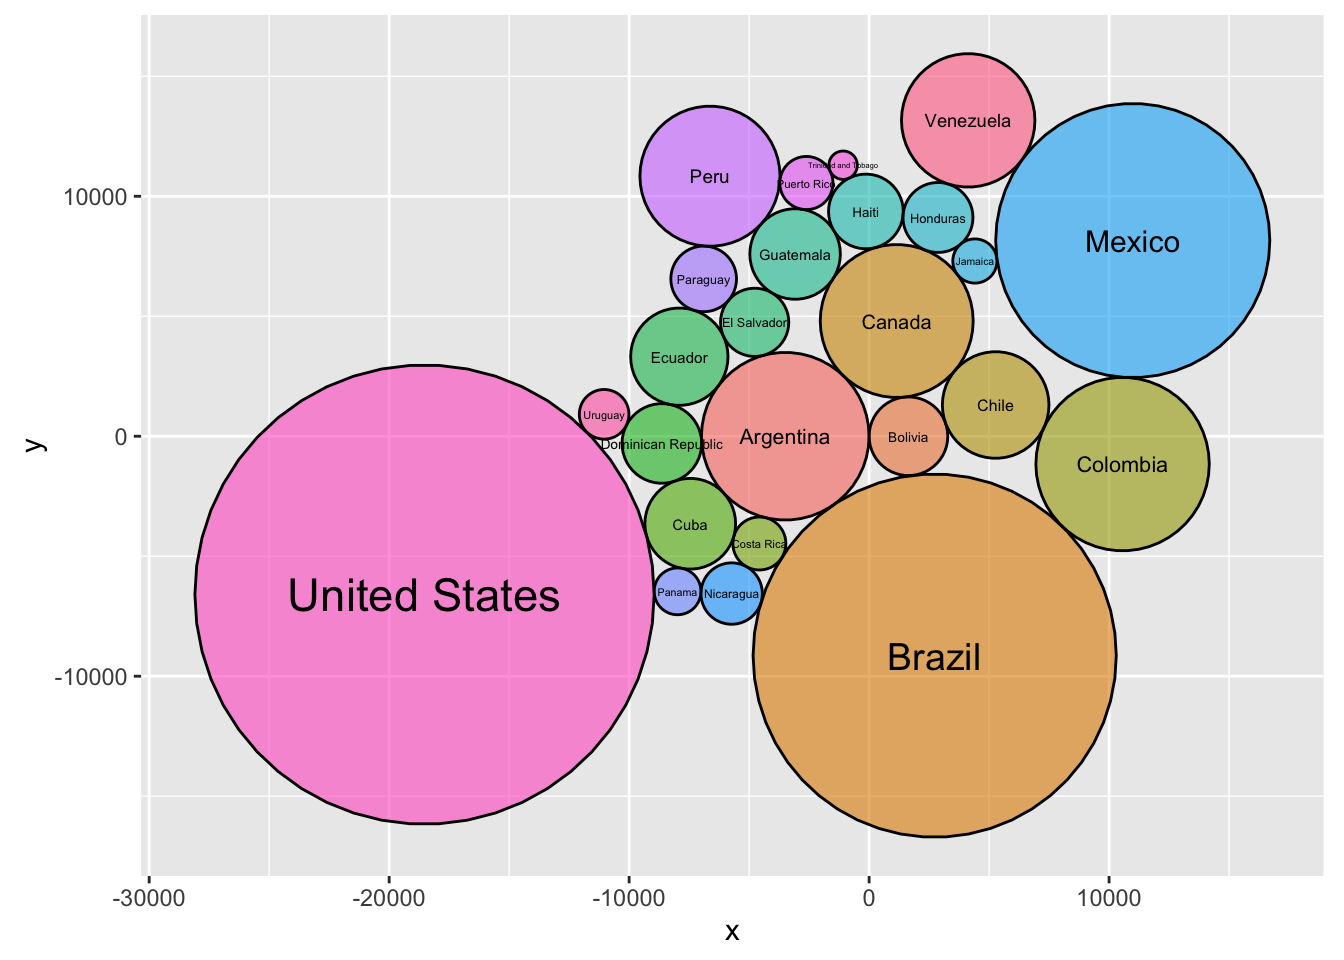 Venezuela
Peru
Trinidad and Tobago
Puerto Rico
10000
Haiti
Honduras
Mexico
Guatemala
Jamaica
Paraguay
El Salvador
Canada
Ecuador
Uruguay
Chile
y
0
Dominican Republic
Argentina
Bolivia
Colombia
Cuba
Costa Rica
United States
Panama
Nicaragua
Brazil
-10000
-30000
-20000
-10000
0
10000
x